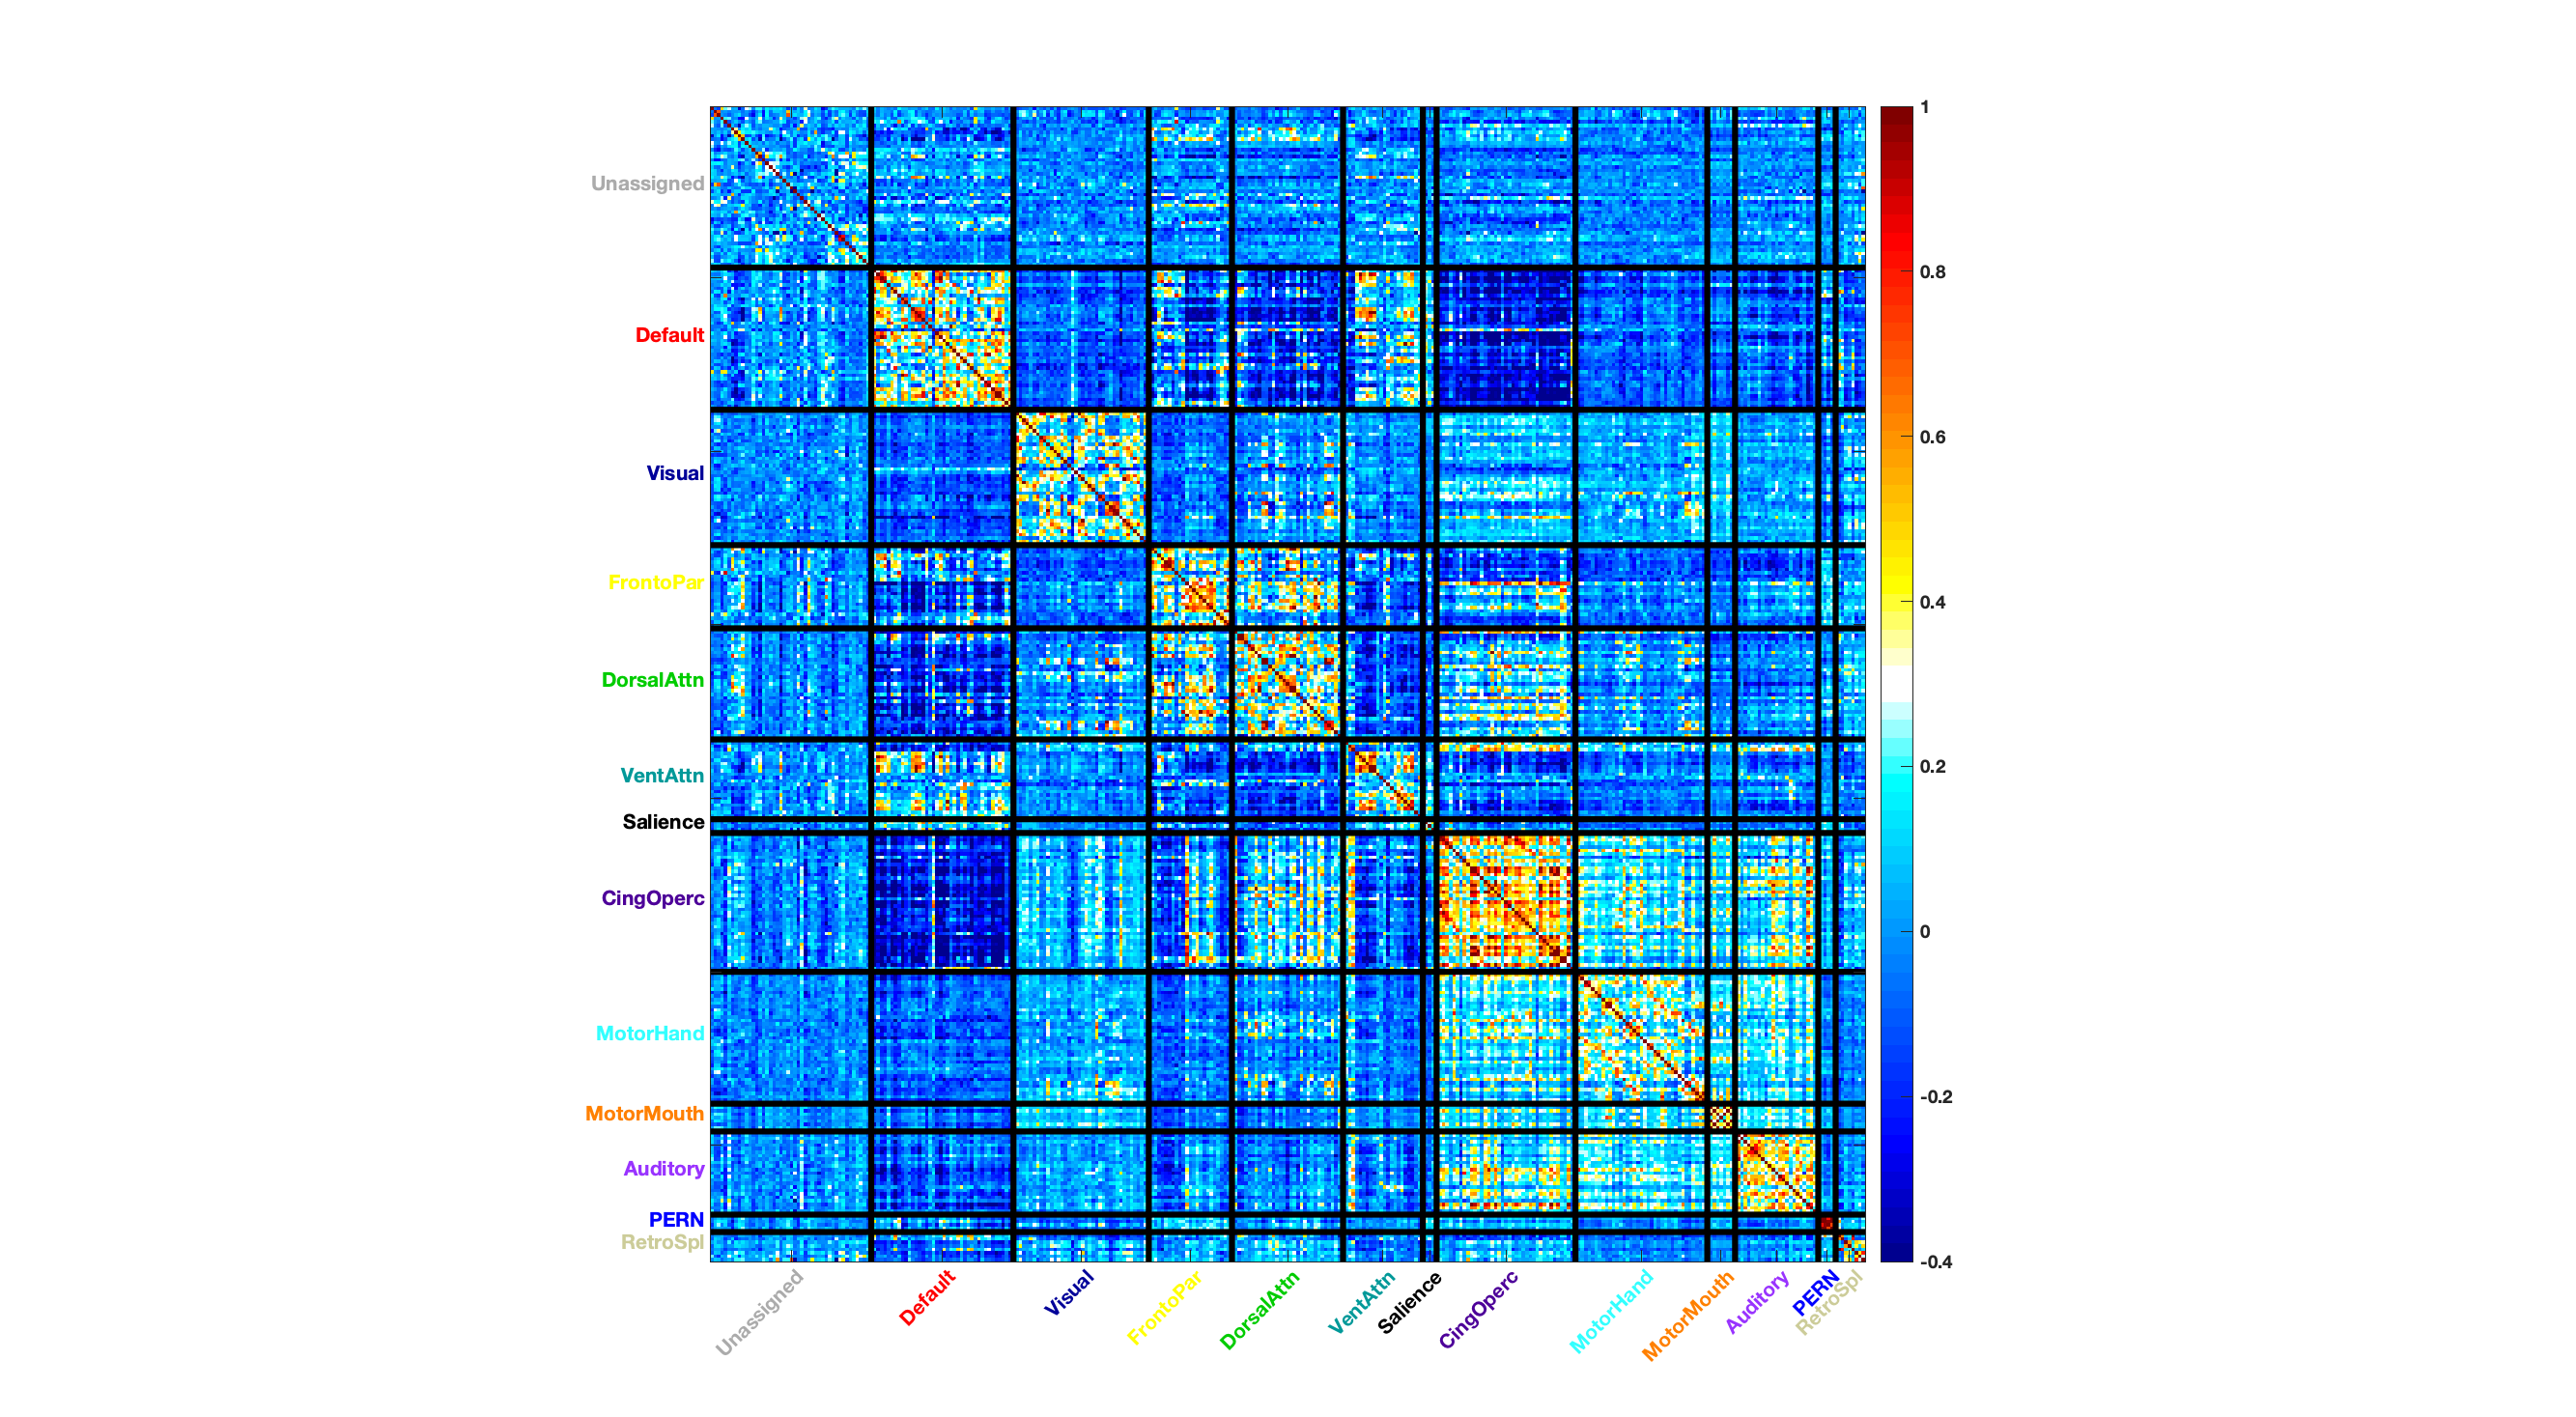 Unassigned
Default
Visual
FrontoPar
DorsalAttn
VentAttn
Salience
CingOperc
MotorHand
MotorMouth
Auditory
PERN
RetroSpl
Unassigned
Default
Visual
FrontoPar
DorsalAttn
VentAttn
Salience
CingOperc
MotorHand
MotorMouth
Auditory
PERN
RetroSpl
1
0.8
0.6
0.4
0.2
0
-0.2
-0.4